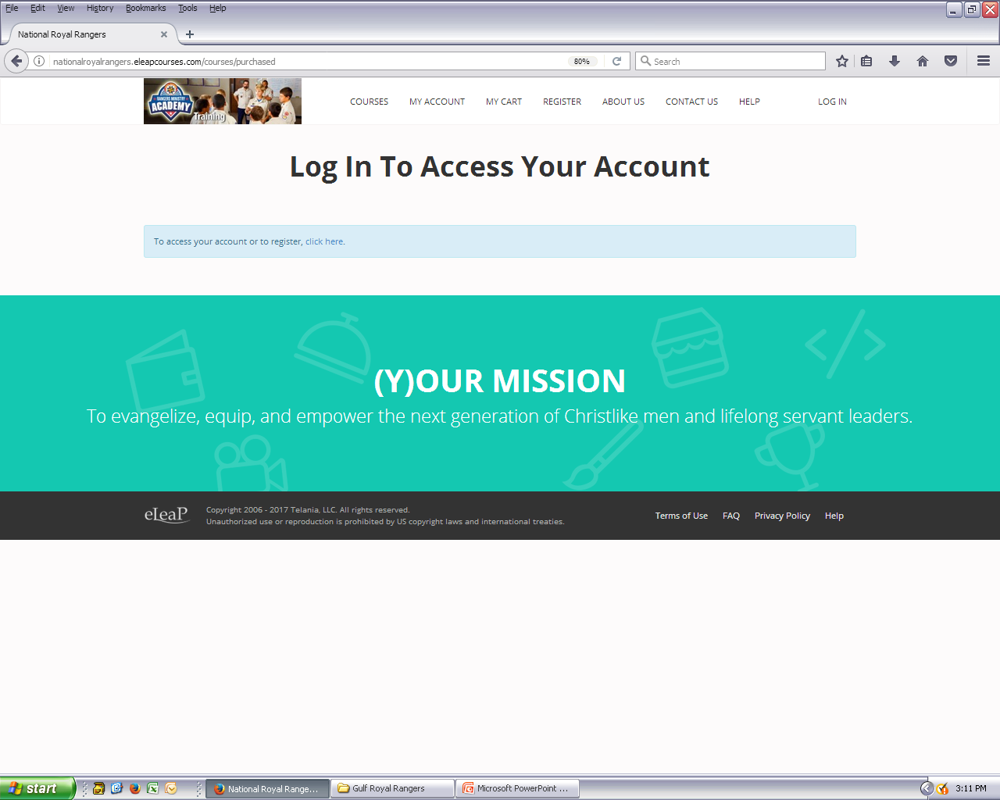 File Edit View History Bookmarks Tools Help
National Royal Rangers
nationalroyalrangers.eleapcourses.com/courses/purchased 80% Search
RANGERS MINISTRY
ACADEMY
Training
COURSES MY ACCOUNT MY CART REGISTER ABOUT US CONTACT US HELP LOG IN
Log In To Access Your Account
To access your account or to register, click here.
(Y)OUR MISSION
To evangelize, equip, and empower the next generation of Christlike men and lifelong servant leaders.
eLeaP
Copyright 2006 - 2017 Telania, LLC. All rights reserved.
Unauthorized use or reproduction is prohibited by US copyright laws and international treaties.
Terms of Use FAQ Privacy Policy Help
start National Royal Range... Gulf Royal Rangers Microsoft PowerPoint ... 3:11 PM